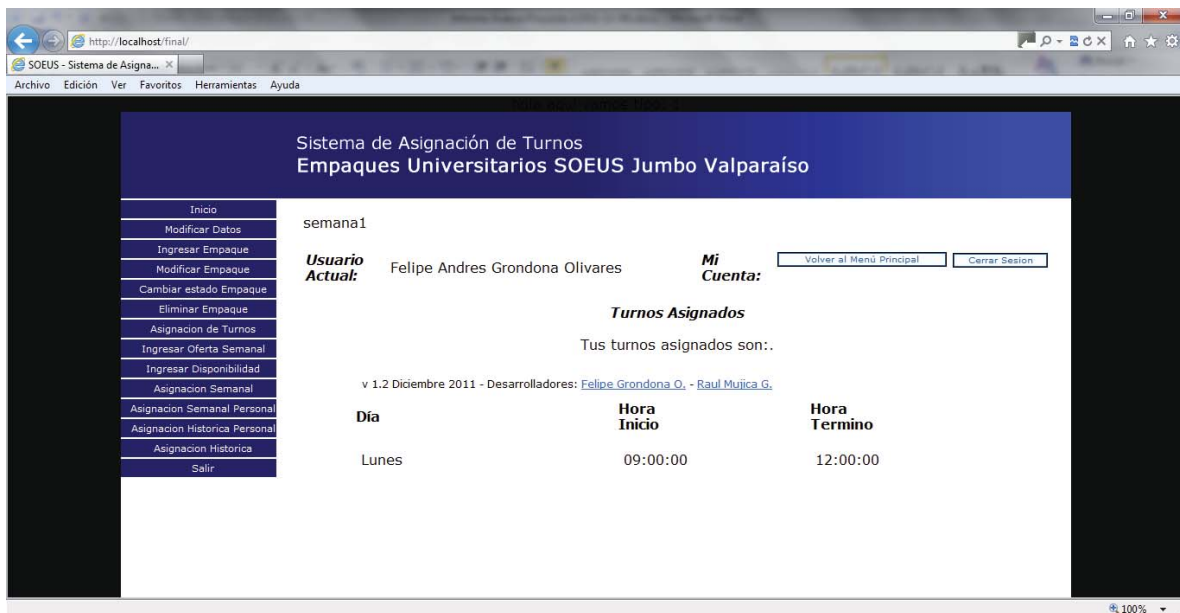 http://localhost/final/
SOEUS - Sistema de Asigna...
Archivo Edición Ver Favoritos Herramientas Ayuda
Sistema de Asignación de Turnos
Empaques Universitarios SOEUS Jumbo Valparaíso
Inicio
Modificar Datos
Ingresar Empaque
Modificar Empaque
Cambiar estado Empaque
Eliminar Empaque
Asignacion de Turnos
Ingresar Oferta Semanal
Ingresar Disponibilidad
Asignacion Semanal
Asignacion Semanal Personal
Asignacion Historica Personal
Asignacion Historica
Salir
semana1
Usuario Actual:
Felipe Andres Grondona Olivares
Mi Cuenta:
Volver al Menú Principal
Cerrar Sesion
Turnos Asignados
Tus turnos asignados son:.
v 1.2 Diciembre 2011 - Desarrolladores: Felipe Grondona O. - Raul Mujica G.
Día Hora Inicio Hora Termino
Lunes 09:00:00 12:00:00
100%